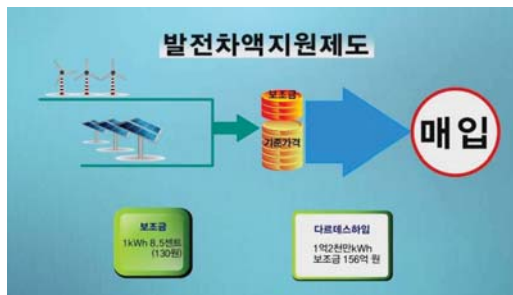 발전차액지원제도
보조금
기준가격
매입
보조금
1kWh 8.5센트
(130원)
다르데스하임
1억2천만kWh
보조금 156억 원